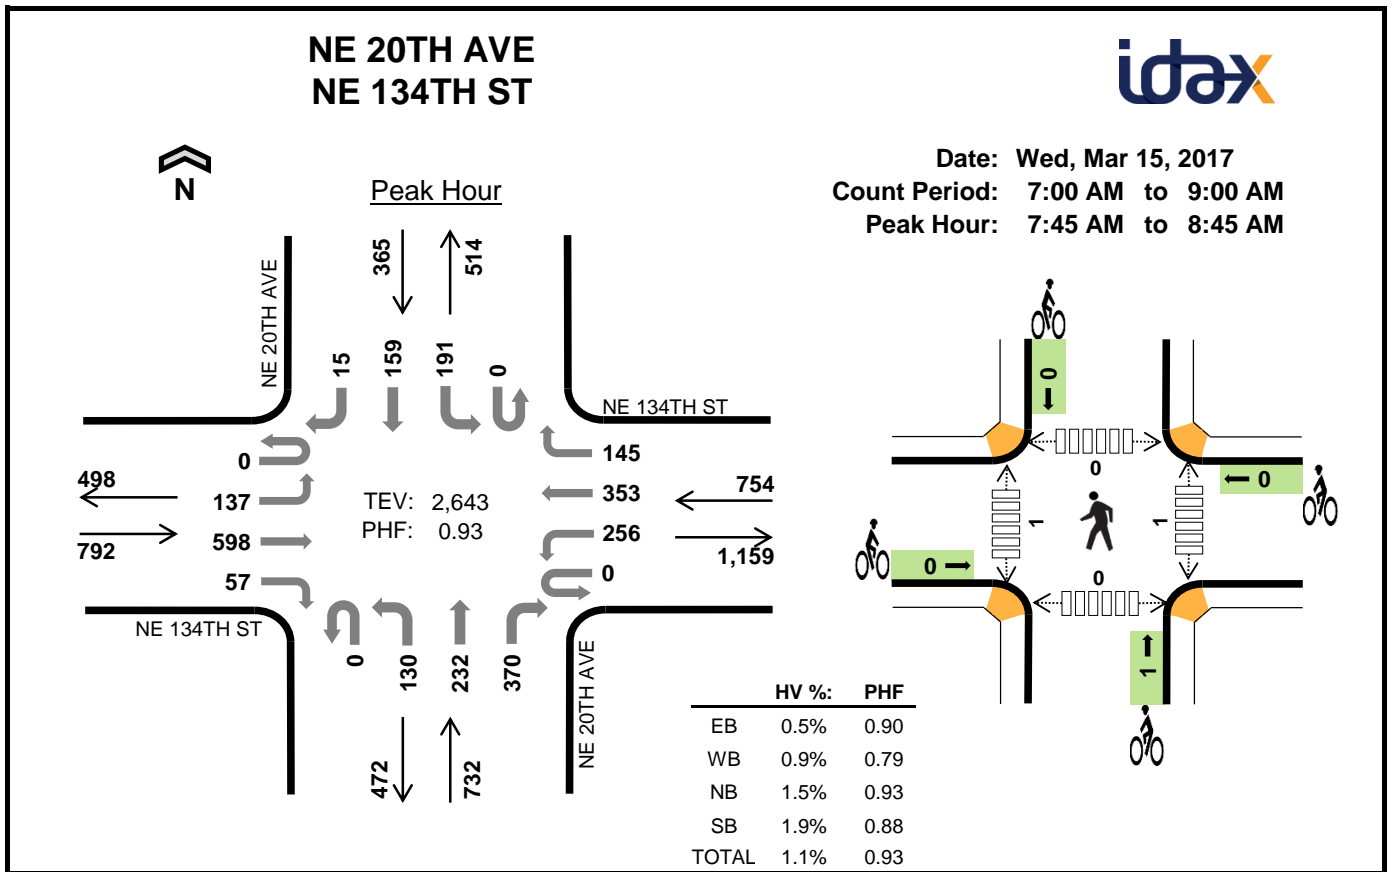 NE 20TH AVE
NE 134TH ST
idax
N
Peak Hour
Date: Wed, Mar 15, 2017
Count Period: 7:00 AM to 9:00 AM
Peak Hour: 7:45 AM to 8:45 AM
365
514
NE 20TH AVE
15
159
191
0
NE 134TH ST
0
145
498
137
353
754
TEV: 2,643
PHF: 0.93
792
598
256
1,159
57
0
NE 134TH ST
0
130
232
370
NE 20TH AVE
472
732
0
0
0
1
1
0
0
1
HV %: PHF
EB 0.5% 0.90
WB 0.9% 0.79
NB 1.5% 0.93
SB 1.9% 0.88
TOTAL 1.1% 0.93